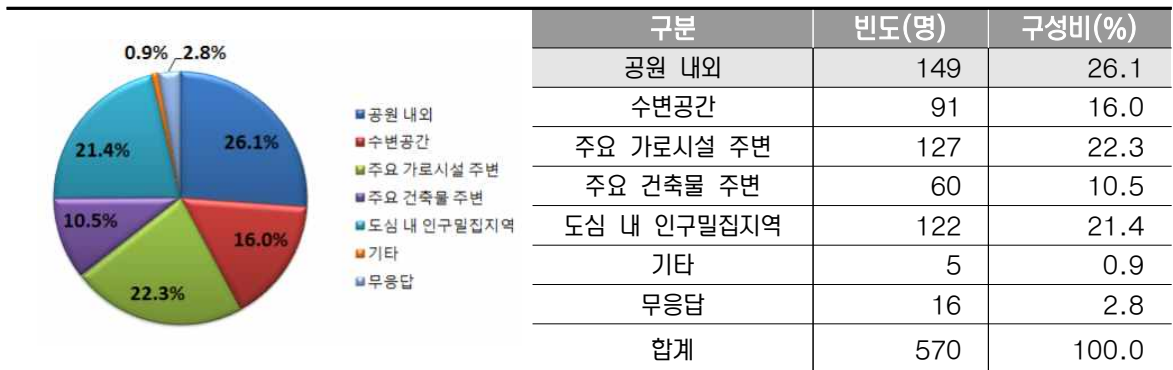 0.9% 2.8%
26.1%
21.4%
10.5%
16.0%
22.3%
공원 내외
수변공간
주요 가로시설 주변
주요 건축물 주변
도심 내 인구밀집지역
기타
무응답
구분 빈도(명) 구성비(%)
공원 내외 149 26.1
수변공간 91 16.0
주요 가로시설 주변 127 22.3
주요 건축물 주변 60 10.5
도심 내 인구밀집지역 122 21.4
기타 5 0.9
무응답 16 2.8
합계 570 100.0